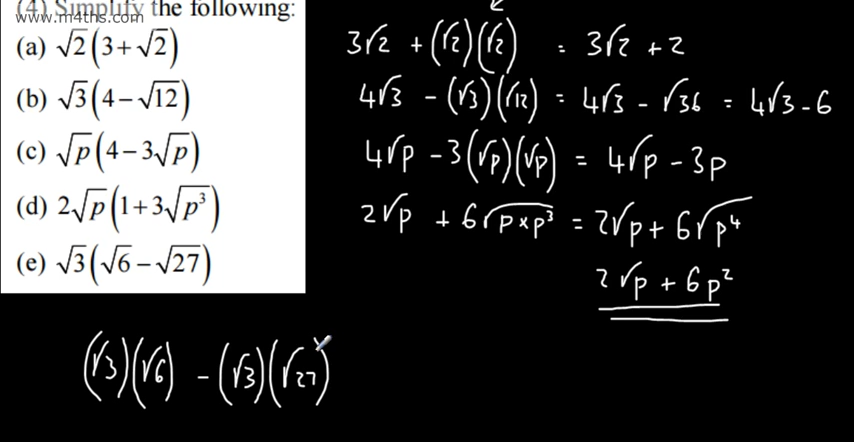 (4) Simplify the following:
www.m4ths.com
(a) √2(3+√2)
(b) √3(4−√12)
(c) √p(4−3√p)
(d) 2√p(1+3√p³)
(e) √3(√6−√27)
3√2 + (√2)(√2) = 3√2 + 2
4√3 - (√3)(√12) = 4√3 - √36 = 4√3 - 6
4√p - 3(√p)(√p) = 4√p - 3p
2√p + 6√p×p³ = 2√p + 6√p⁴
2√p + 6p²
(√3)(√6) - (√3)(√27)